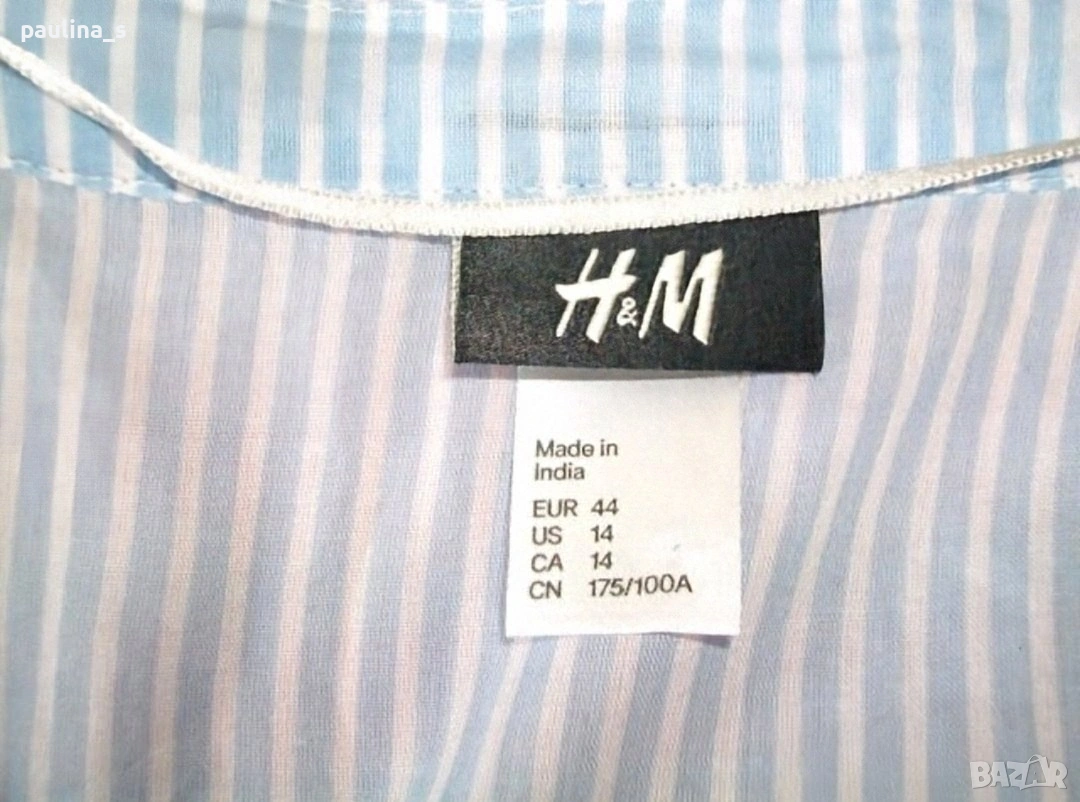 paulina_s
H&M
Made in
India
EUR 44
US 14
CA 14
CN 175/100A
BAZAR